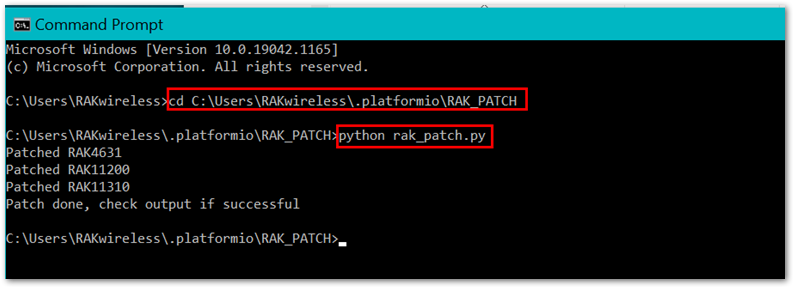 Command Prompt
Microsoft Windows [Version 10.0.19042.1165]
(c) Microsoft Corporation. All rights reserved.
C:\Users\RAKwireless>cd C:\Users\RAKwireless\.platformio\RAK_PATCH
C:\Users\RAKwireless\.platformio\RAK_PATCH>python rak_patch.py
Patched RAK4631
Patched RAK11200
Patched RAK11310
Patch done, check output if successful
C:\Users\RAKwireless\.platformio\RAK_PATCH>